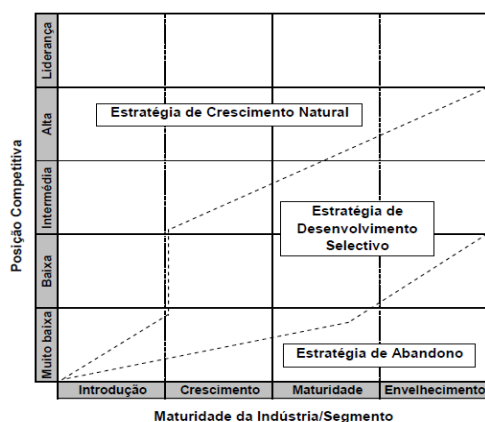 Posição Competitiva
Liderança
Alta
Intermédia
Baixa
Muito baixa
Estratégia de Crescimento Natural
Estratégia de
Desenvolvimento
Selectivo
Estratégia de Abandono
Introdução
Crescimento
Maturidade
Envelhecimento
Maturidade da Indústria/Segmento